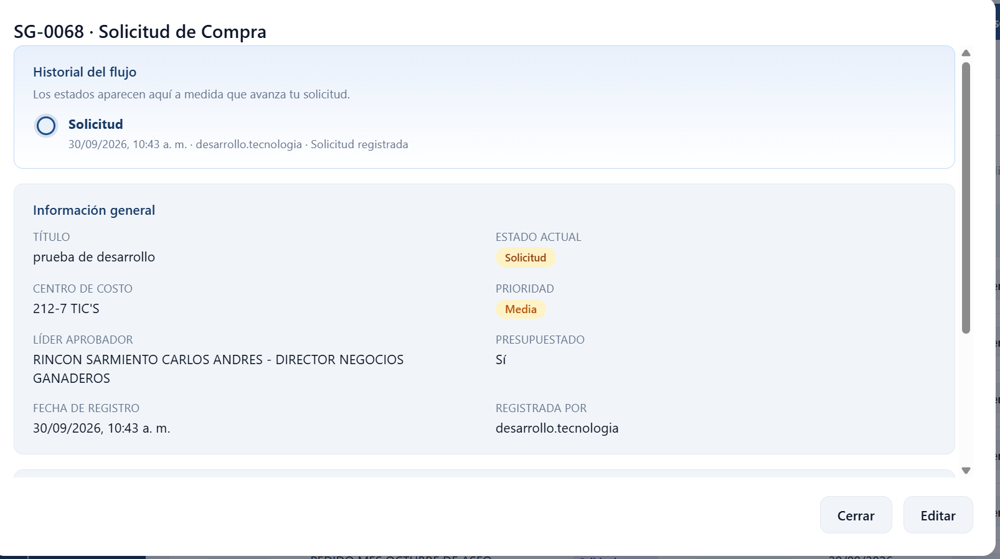 SG-0068 · Solicitud de Compra
Historial del flujo
Los estados aparecen aquí a medida que avanza tu solicitud.
Solicitud
30/09/2026, 10:43 a. m. · desarrollo.tecnologia · Solicitud registrada
Información general
TÍTULO
prueba de desarrollo
ESTADO ACTUAL
Solicitud
CENTRO DE COSTO
212-7 TIC'S
PRIORIDAD
Media
LÍDER APROBADOR
RINCON SARMIENTO CARLOS ANDRES - DIRECTOR NEGOCIOS
GANADEROS
PRESUPUESTADO
Sí
FECHA DE REGISTRO
30/09/2026, 10:43 a. m.
REGISTRADA POR
desarrollo.tecnologia
Cerrar
Editar